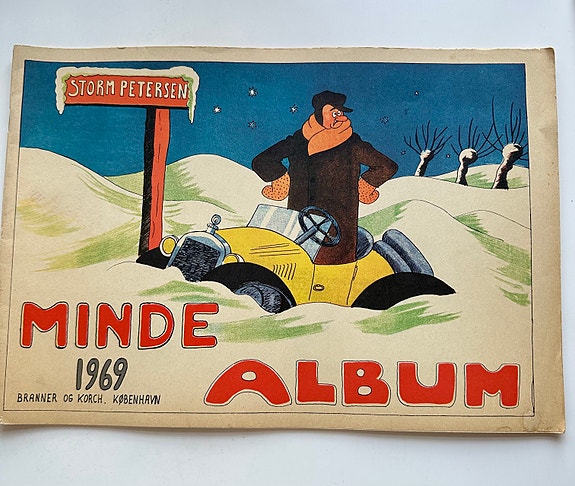 STORM PETERSEN
MINDE
1969
ALBUM
BRANNER OG KORCH. KØBENHAVN